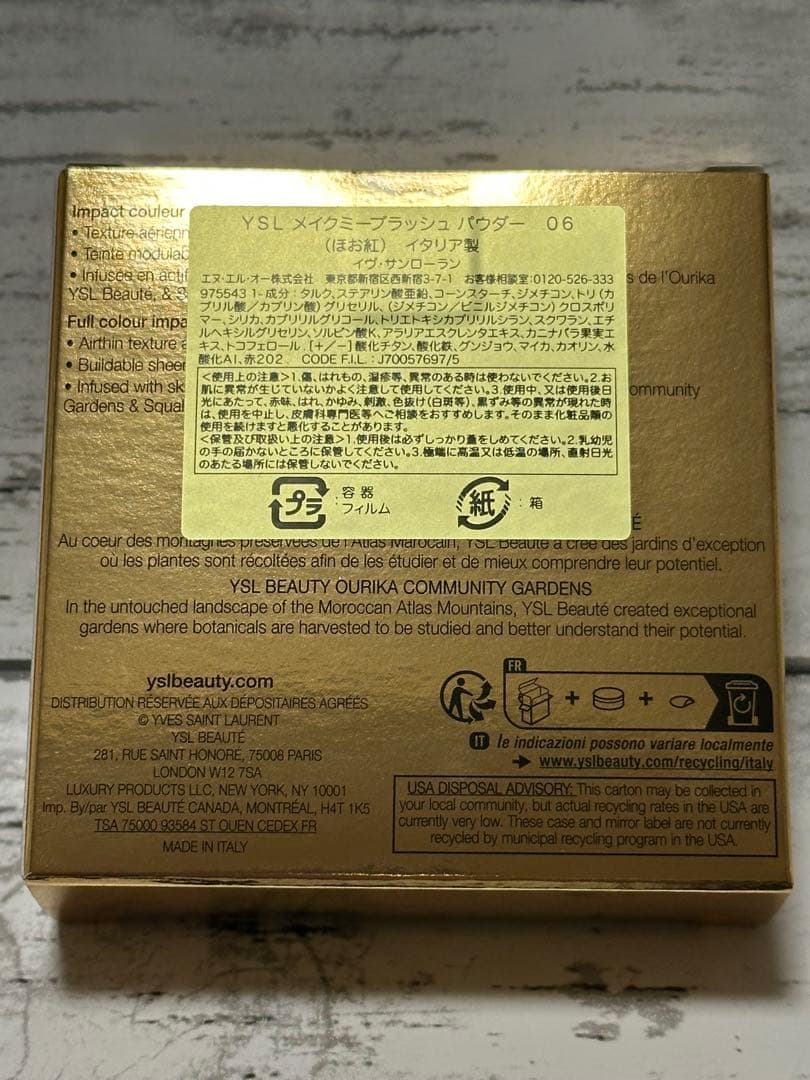 Impact couleur
• Texture aérienn
• Teinte modulab
• Infusés en actif
s de l'Ourika
YSL Beauté, & S
Full colour impa
• Airthin texture a
• Buildable sheer
• Infused with sk
ommunity
Gardens & Squal
YSL メイクミーブラッシュ パウダー 06
(ほお紅) イタリア製
イヴ・サンローラン
エヌ・エル・オー株式会社 東京都新宿区西新宿3-7-1 お客様相談室:0120-526-333
975543 1-成分:タルク,ステアリン酸亜鉛,コーンスターチ,ジメチコン,トリ(カ
プリル酸/カプリン酸)グリセリル,(ジメチコン/ビニルジメチコン)クロスポリ
マー,シリカ,カプリリルグリコール,トリエトキシカプリリルシラン,スクワラン,エチ
ルヘキシルグリセリン,ソルビン酸K,アラリアエスクレンタエキス,カニナバラ果実エ
キス,トコフェロール.[+/-]酸化チタン,酸化鉄,グンジョウ,マイカ,カオリン,水
酸化Al,赤202. CODE F.I.L.:J70057697/5
<使用上の注意>1.傷、はれもの、湿疹等、異常のある時は使わないでください。2.お
肌に異常が生じていないかよく注意して使用してください。3.使用中、又は使用後日
光にあたって、赤味、はれ、かゆみ、刺激、色抜け(白斑等)、黒ずみ等の異常が現れた時
は、使用を中止し、皮膚科専門医等へご相談をおすすめします。そのまま化粧品類の
使用を続けますと悪化することがあります。
<保管及び取扱い上の注意>1.使用後は必ずしっかり蓋をしめてください。2.乳幼児
の手の届かないところに保管してください。3.極端に高温又は低温の場所、直射日光
のあたる場所には保管しないでください。
プラ :容器
・フィルム
紙 :箱
É
Au coeur des montagnes préservées de l'Atlas Marocain, YSL Beauté a créé des jardins d'exception
où les plantes sont récoltées afin de les étudier et de mieux comprendre leur potentiel.
YSL BEAUTY OURIKA COMMUNITY GARDENS
In the untouched landscape of the Moroccan Atlas Mountains, YSL Beauté created exceptional
gardens where botanicals are harvested to be studied and better understand their potential.
yslbeauty.com
DISTRIBUTION RÉSERVÉE AUX DÉPOSITAIRES AGRÉÉS
© YVES SAINT LAURENT
YSL BEAUTÉ
281, RUE SAINT HONORÉ, 75008 PARIS
LONDON W12 7SA
LUXURY PRODUCTS LLC, NEW YORK, NY 10001
Imp. By/par YSL BEAUTÉ CANADA, MONTRÉAL, H4T 1K5
TSA 75000 93584 ST OUEN CEDEX FR
MADE IN ITALY
FR
+ +
IT le indicazioni possono variare localmente
➔ www.yslbeauty.com/recycling/italy
USA DISPOSAL ADVISORY: This carton may be collected in
your local community, but actual recycling rates in the USA are
currently very low. These case and mirror label are not currently
recycled by municipal recycling program in the USA.